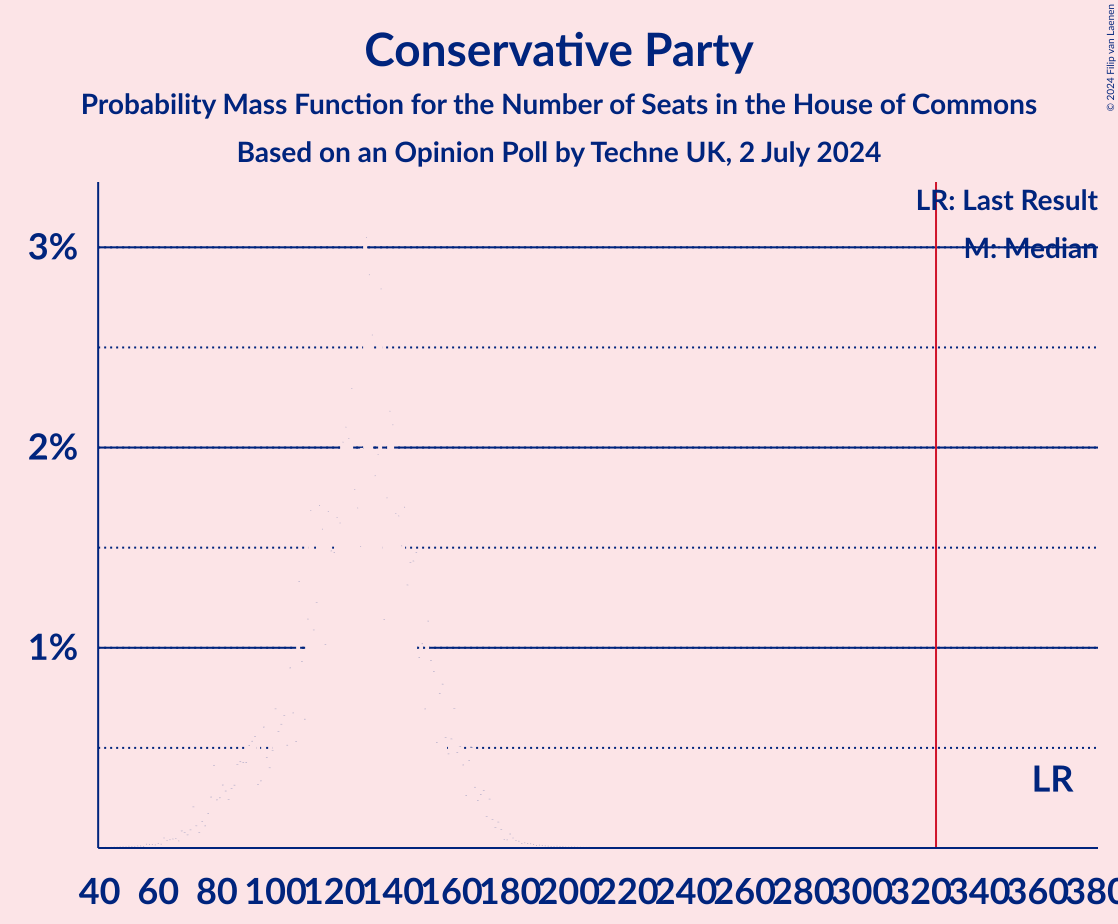 Conservative Party
Probability Mass Function for the Number of Seats in the House of Commons
Based on an Opinion Poll by Techne UK, 2 July 2024
© 2024 Filip van Laenen
LR: Last Result
M: Median
3%
2%
1%
LR
40 60 80 100 120 140 160 180 200 220 240 260 280 300 320 340 360 380